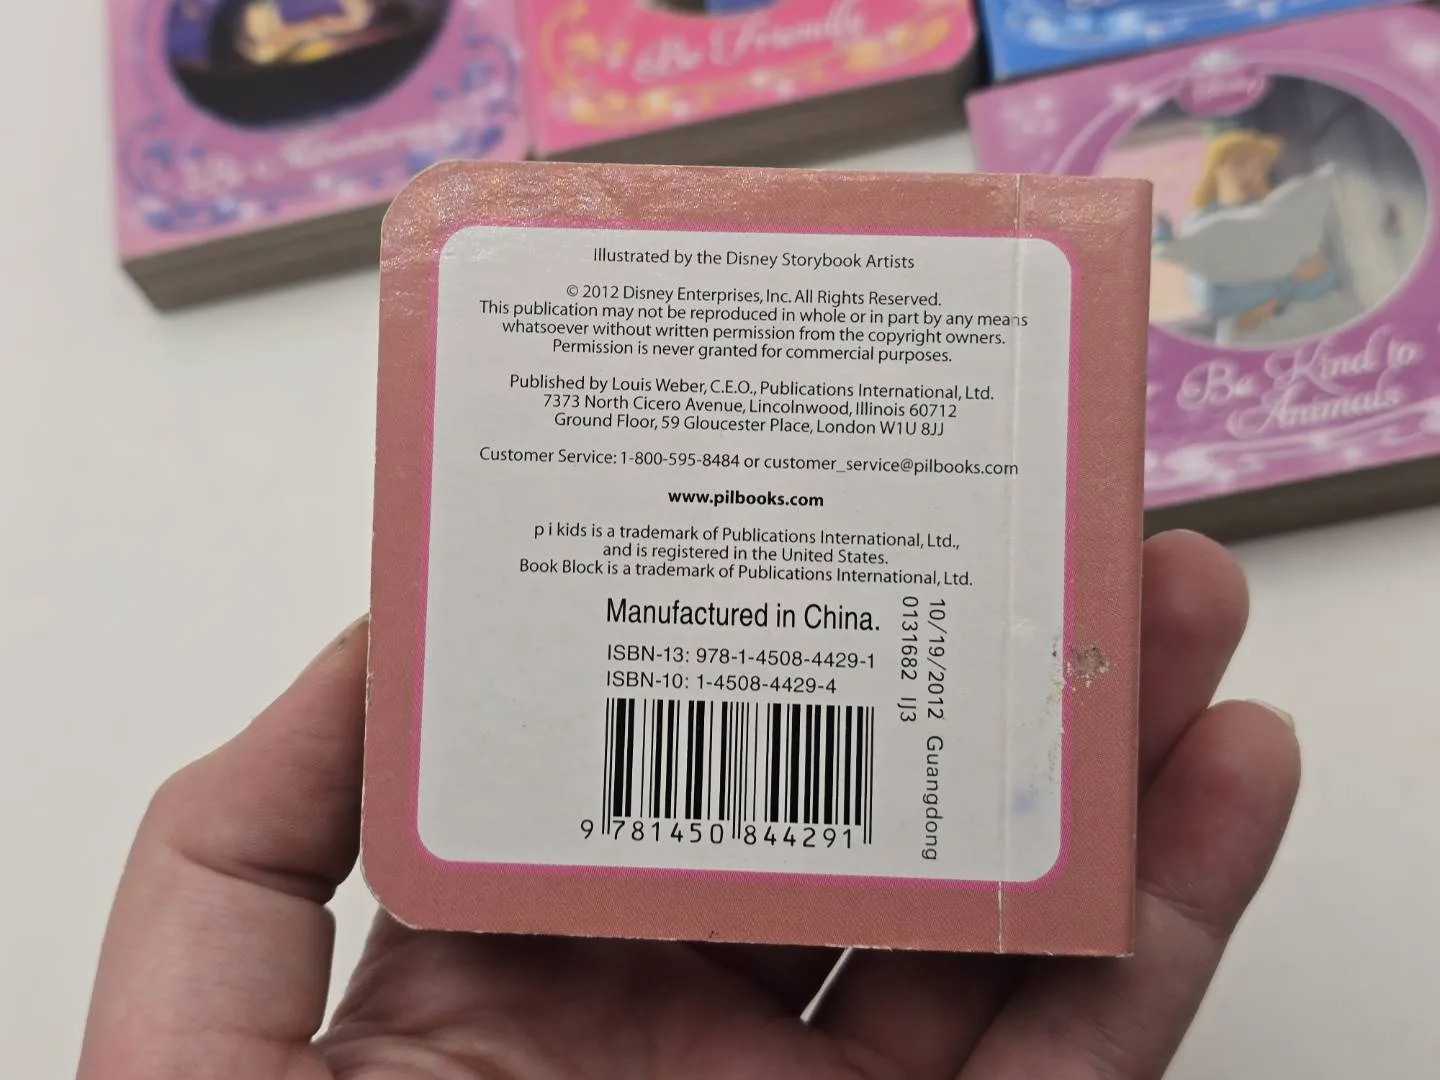 Be Friendly
Disney
Be Kind to
Animals
Illustrated by the Disney Storybook Artists
© 2012 Disney Enterprises, Inc. All Rights Reserved.
This publication may not be reproduced in whole or in part by any means
whatsoever without written permission from the copyright owners.
Permission is never granted for commercial purposes.
Published by Louis Weber, C.E.O., Publications International, Ltd.
7373 North Cicero Avenue, Lincolnwood, Illinois 60712
Ground Floor, 59 Gloucester Place, London W1U 8JJ
Customer Service: 1-800-595-8484 or customer_service@pilbooks.com
www.pilbooks.com
p i kids is a trademark of Publications International, Ltd.,
and is registered in the United States.
Book Block is a trademark of Publications International, Ltd.
Manufactured in China.
ISBN-13: 978-1-4508-4429-1
ISBN-10: 1-4508-4429-4
9 781450 844291
10/19/2012 Guangdong
0131682 IJ3